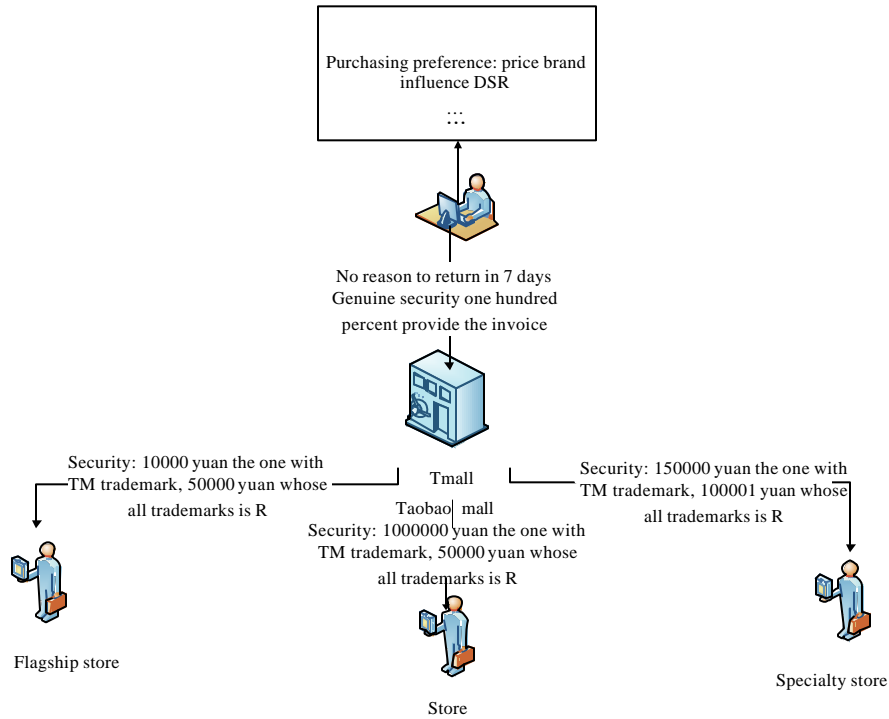 Purchasing preference: price brand
influence DSR
...
No reason to return in 7 days
Genuine security one hundred
percent provide the invoice
Security: 10000 yuan the one with
TM trademark, 50000 yuan whose
all trademarks is R
Tmall
Taobao mall
Security: 1000000 yuan the one with
TM trademark, 50000 yuan whose
all trademarks is R
Security: 150000 yuan the one with
TM trademark, 100001 yuan whose
all trademarks is R
Flagship store
Store
Specialty store